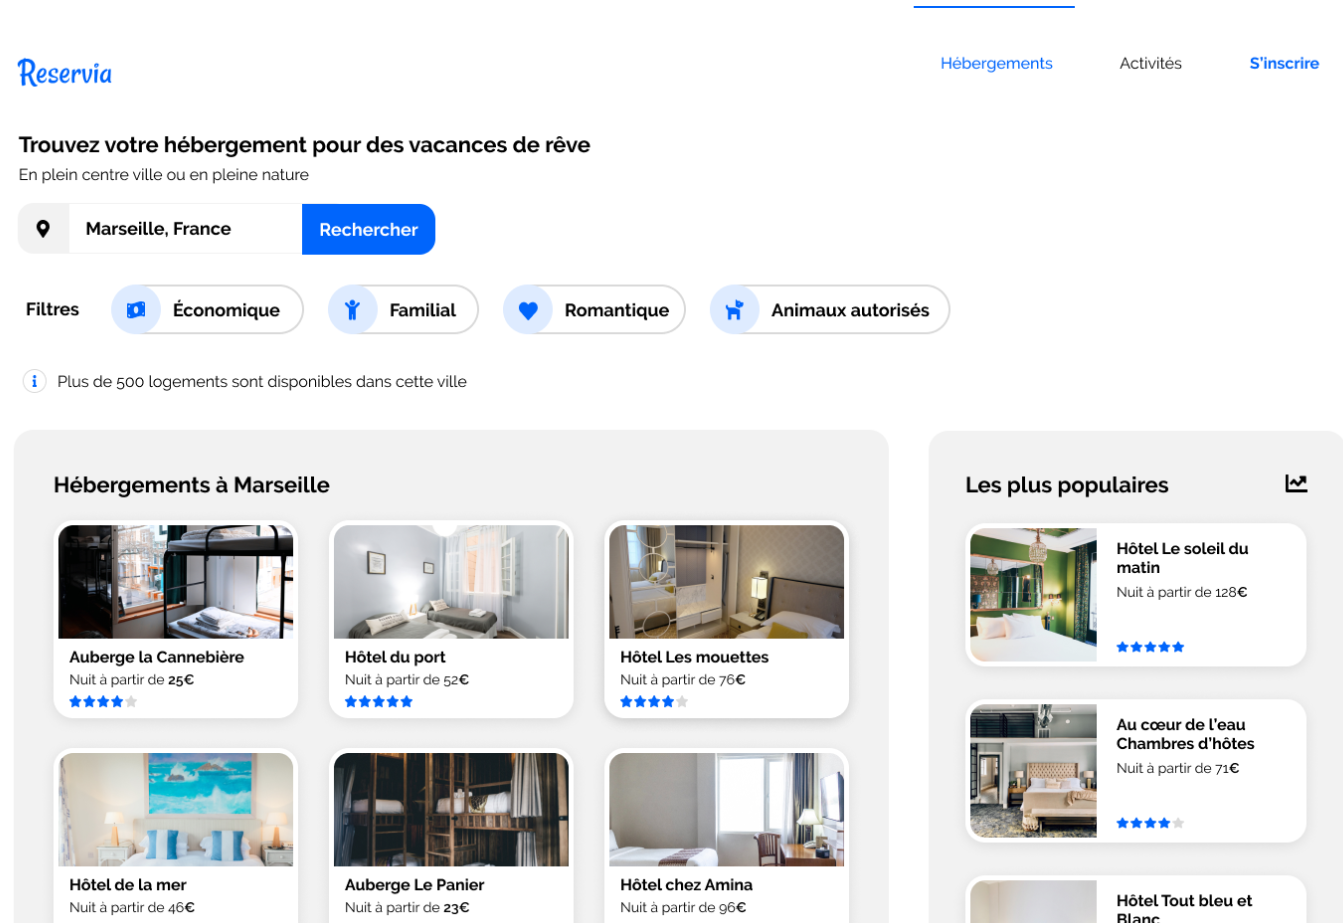 Reservia
Hébergements
Activités
S'inscrire
Trouvez votre hébergement pour des vacances de rêve
En plein centre ville ou en pleine nature
Marseille, France
Rechercher
Filtres
Économique
Familial
Romantique
Animaux autorisés
Plus de 500 logements sont disponibles dans cette ville
Hébergements à Marseille
Auberge la Cannebière
Nuit à partir de 25€
Hôtel du port
Nuit à partir de 52€
Hôtel Les mouettes
Nuit à partir de 76€
Hôtel de la mer
Nuit à partir de 46€
Auberge Le Panier
Nuit à partir de 23€
Hôtel chez Amina
Nuit à partir de 96€
Les plus populaires
Hôtel Le soleil du
matin
Nuit à partir de 128€
Au cœur de l'eau
Chambres d'hôtes
Nuit à partir de 71€
Hôtel Tout bleu et
Blanc